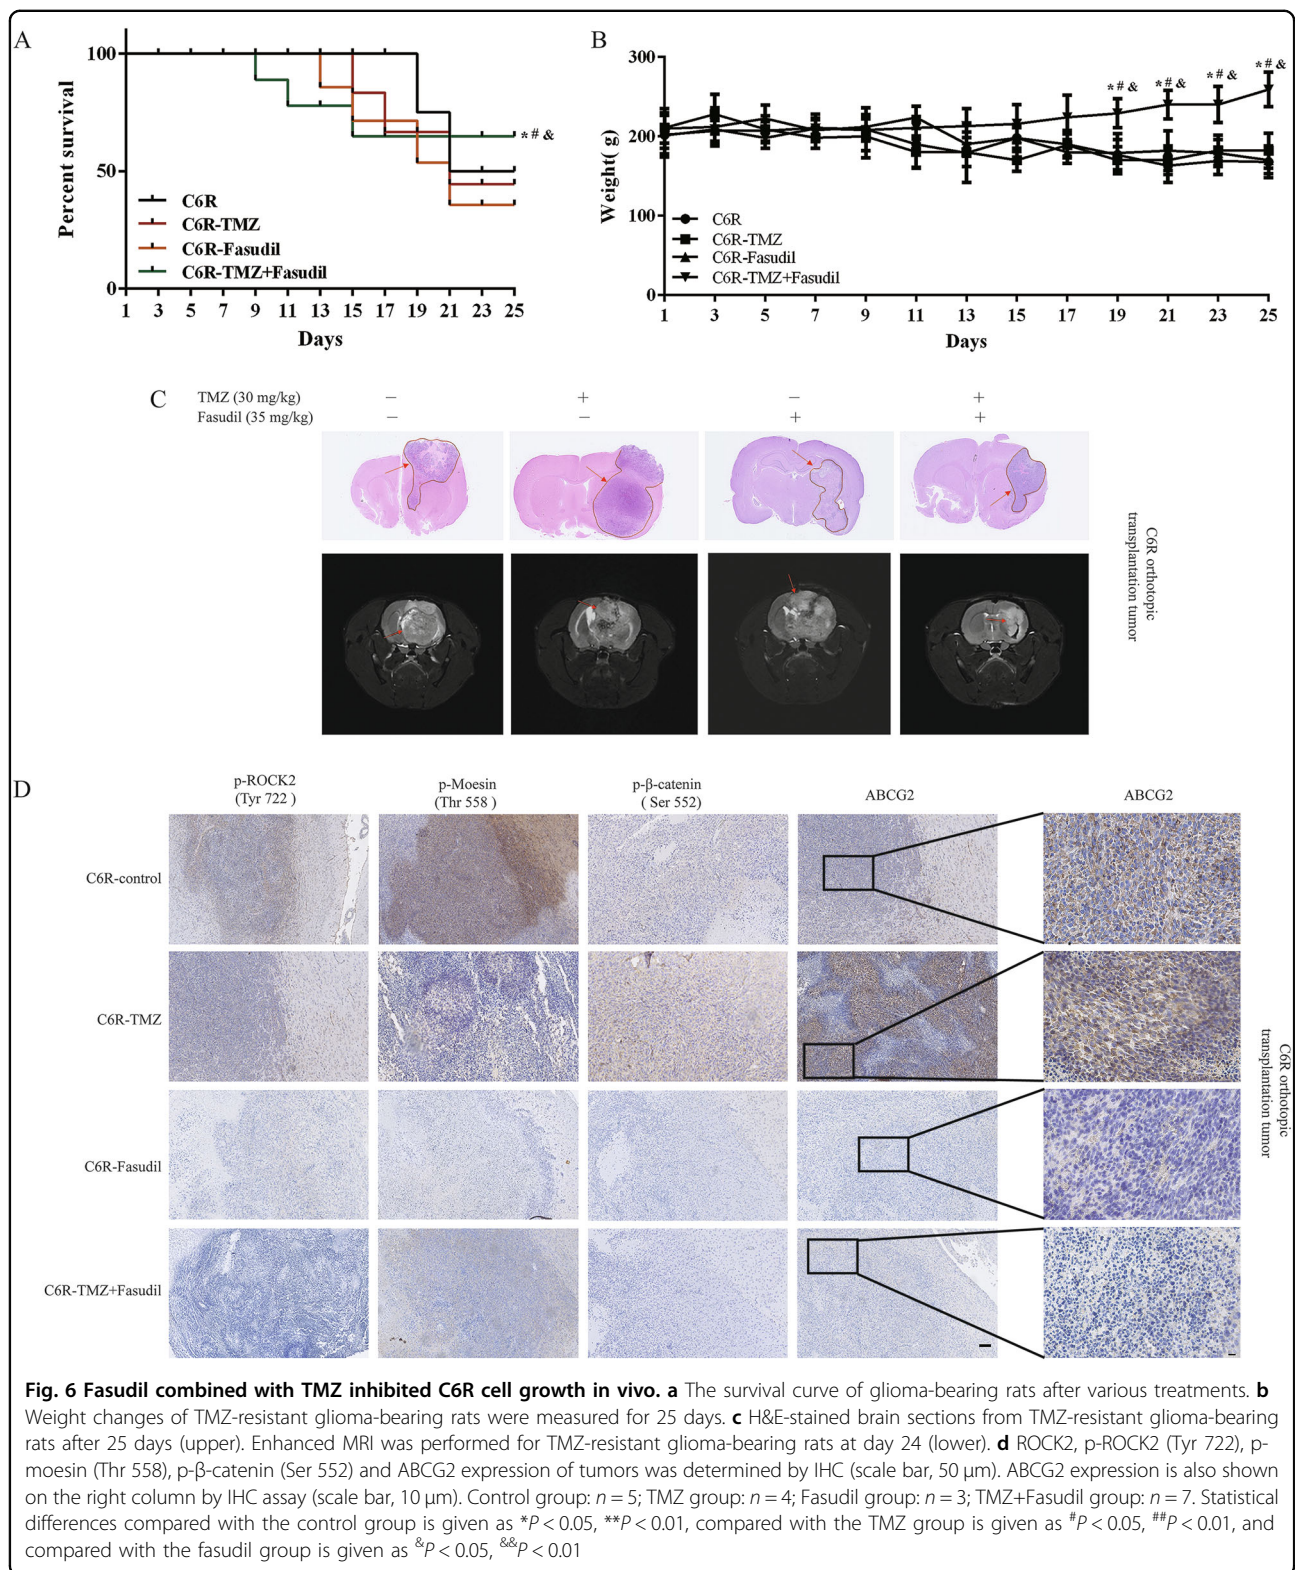 A
100
50
0
Percent survival
* # &
C6R
C6R-TMZ
C6R-Fasudil
C6R-TMZ+Fasudil
1 3 5 7 9 11 13 15 17 19 21 23 25
Days
B
300
200
100
0
Weight( g)
* # & * # & * # & * # &
C6R
C6R-TMZ
C6R-Fasudil
C6R-TMZ+Fasudil
1 3 5 7 9 11 13 15 17 19 21 23 25
Days
C
TMZ (30 mg/kg) − + − +
Fasudil (35 mg/kg) − − + +
C6R orthotopic
transplantation tumor
D
p-ROCK2
(Tyr 722 )
p-Moesin
(Thr 558 )
p-β-catenin
( Ser 552)
ABCG2
ABCG2
C6R-control
C6R-TMZ
C6R-Fasudil
C6R-TMZ+Fasudil
C6R orthotopic
transplantation tumor
Fig. 6 Fasudil combined with TMZ inhibited C6R cell growth in vivo. a The survival curve of glioma-bearing rats after various treatments. b
Weight changes of TMZ-resistant glioma-bearing rats were measured for 25 days. c H&E-stained brain sections from TMZ-resistant glioma-bearing
rats after 25 days (upper). Enhanced MRI was performed for TMZ-resistant glioma-bearing rats at day 24 (lower). d ROCK2, p-ROCK2 (Tyr 722), p-
moesin (Thr 558), p-β-catenin (Ser 552) and ABCG2 expression of tumors was determined by IHC (scale bar, 50 μm). ABCG2 expression is also shown
on the right column by IHC assay (scale bar, 10 μm). Control group: n = 5; TMZ group: n = 4; Fasudil group: n = 3; TMZ+Fasudil group: n = 7. Statistical
differences compared with the control group is given as *P < 0.05, **P < 0.01, compared with the TMZ group is given as #P < 0.05, ##P < 0.01, and
compared with the fasudil group is given as &P < 0.05, &&P < 0.01